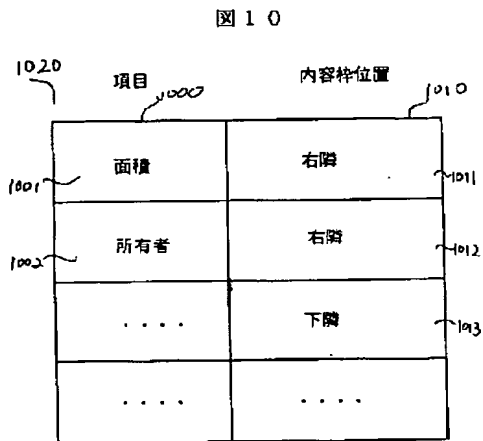 図１０
1020 項目 1000 内容枠位置 1010
1001 面積 右隣 1011
1002 所有者 右隣 1012
・・・・ 下隣 1013
・・・・ ・・・・